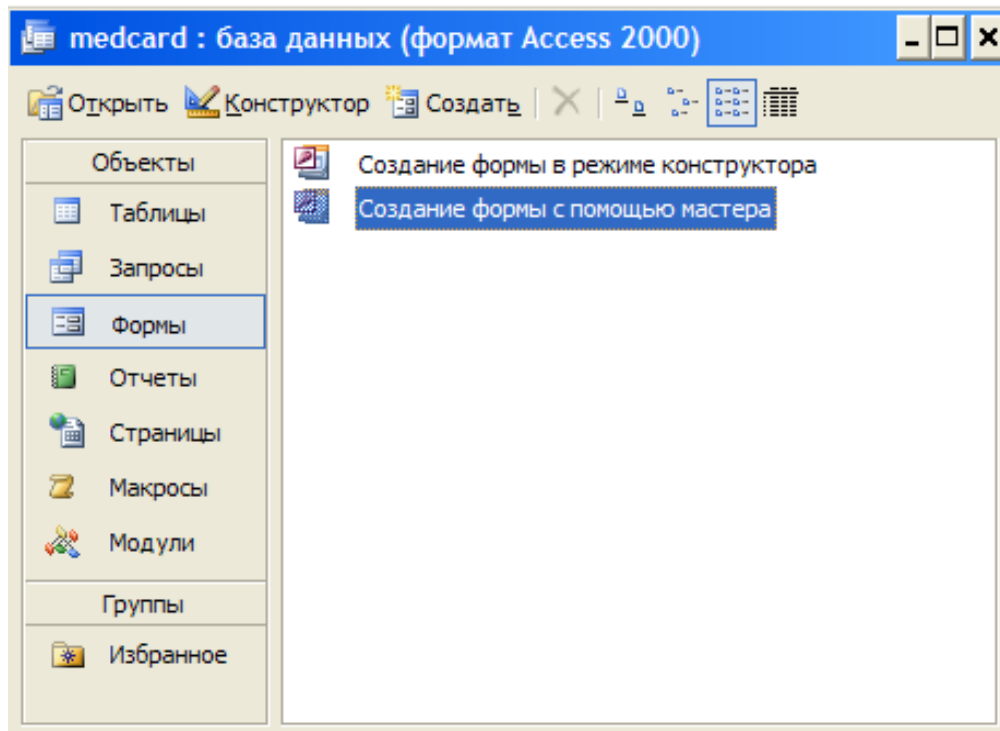 medcard : база данных (формат Access 2000)
Открыть Конструктор Создать
Объекты
Таблицы
Запросы
Формы
Отчеты
Страницы
Макросы
Модули
Группы
Избранное
Создание формы в режиме конструктора
Создание формы с помощью мастера